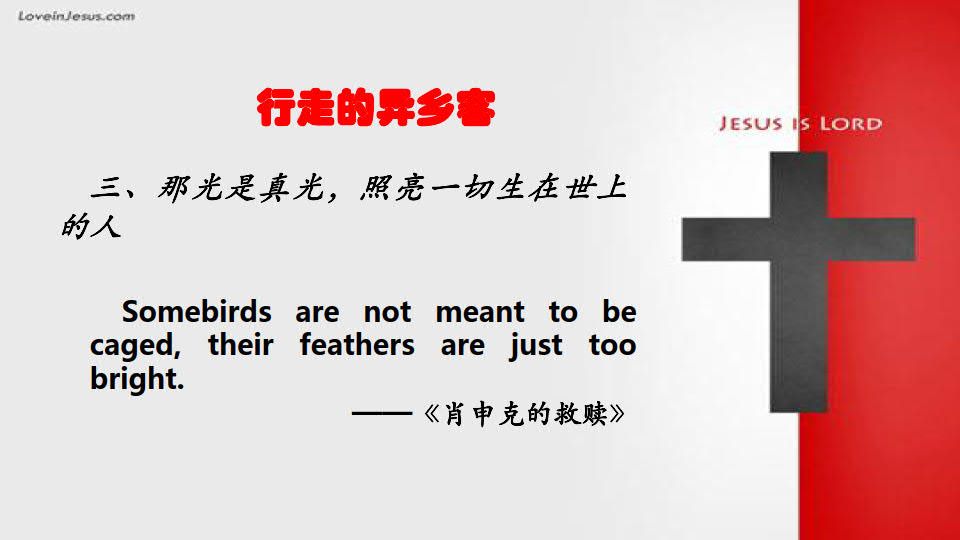 LoveinJesus.com
行走的异乡客
JESUS IS LORD
三、那光是真光，照亮一切生在世上
的人
Somebirds are not meant to be
caged, their feathers are just too
bright.
——《肖申克的救赎》